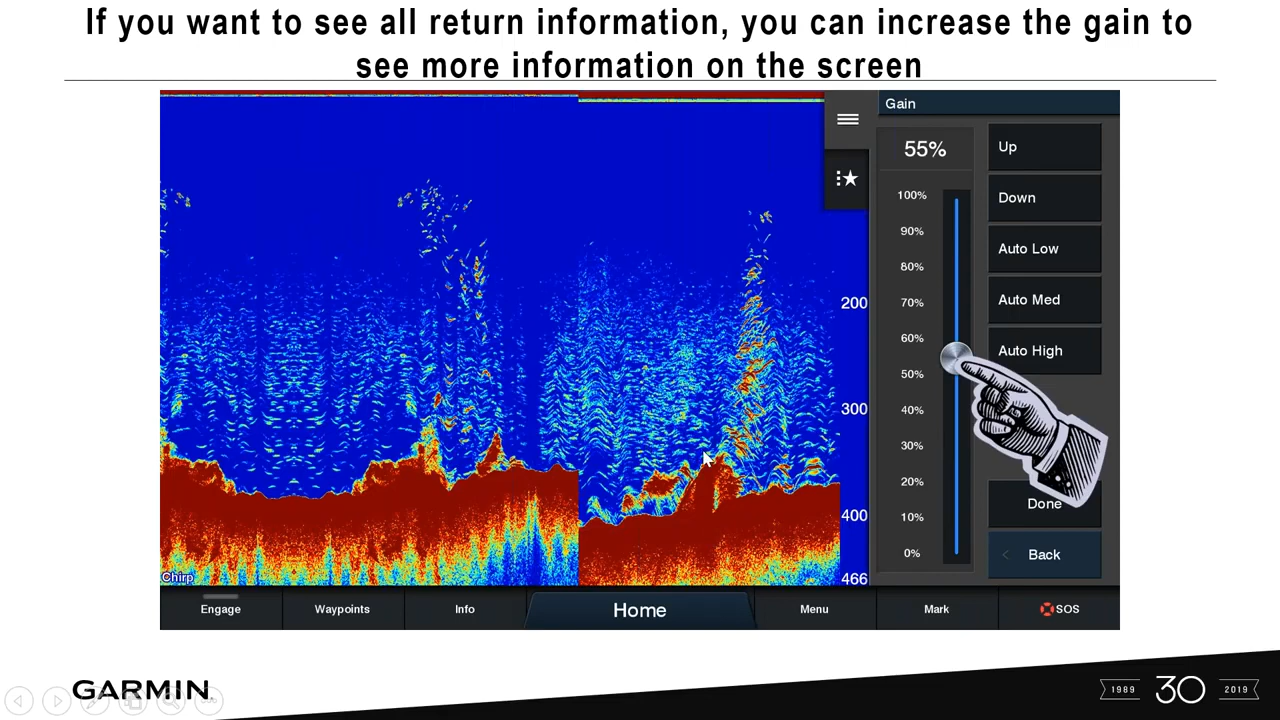 If you want to see all return information, you can increase the gain to
see more information on the screen
Gain
55%
Up
Down
Auto Low
Auto Med
Auto High
Done
Back
100%
90%
80%
70%
60%
50%
40%
30%
20%
10%
0%
200
300
400
466
Chirp
Engage
Waypoints
Info
Home
Menu
Mark
SOS
GARMIN.
1989 30 2019